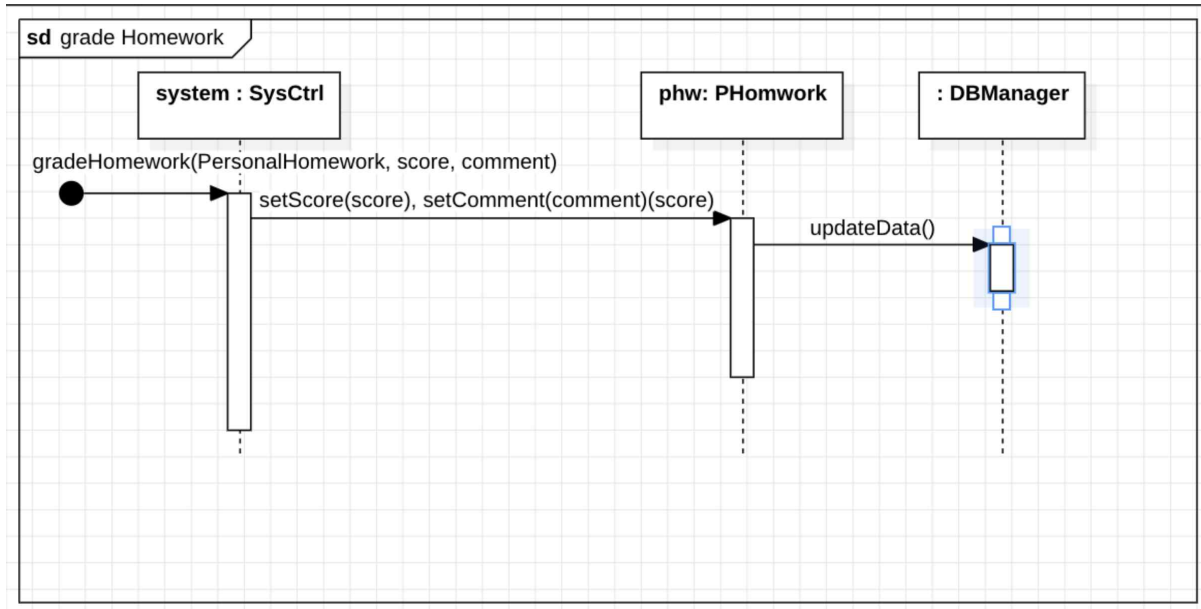 sd grade Homework
system : SysCtrl
phw: PHomwork
: DBManager
gradeHomework(PersonalHomework, score, comment)
setScore(score), setComment(comment)(score)
updateData()